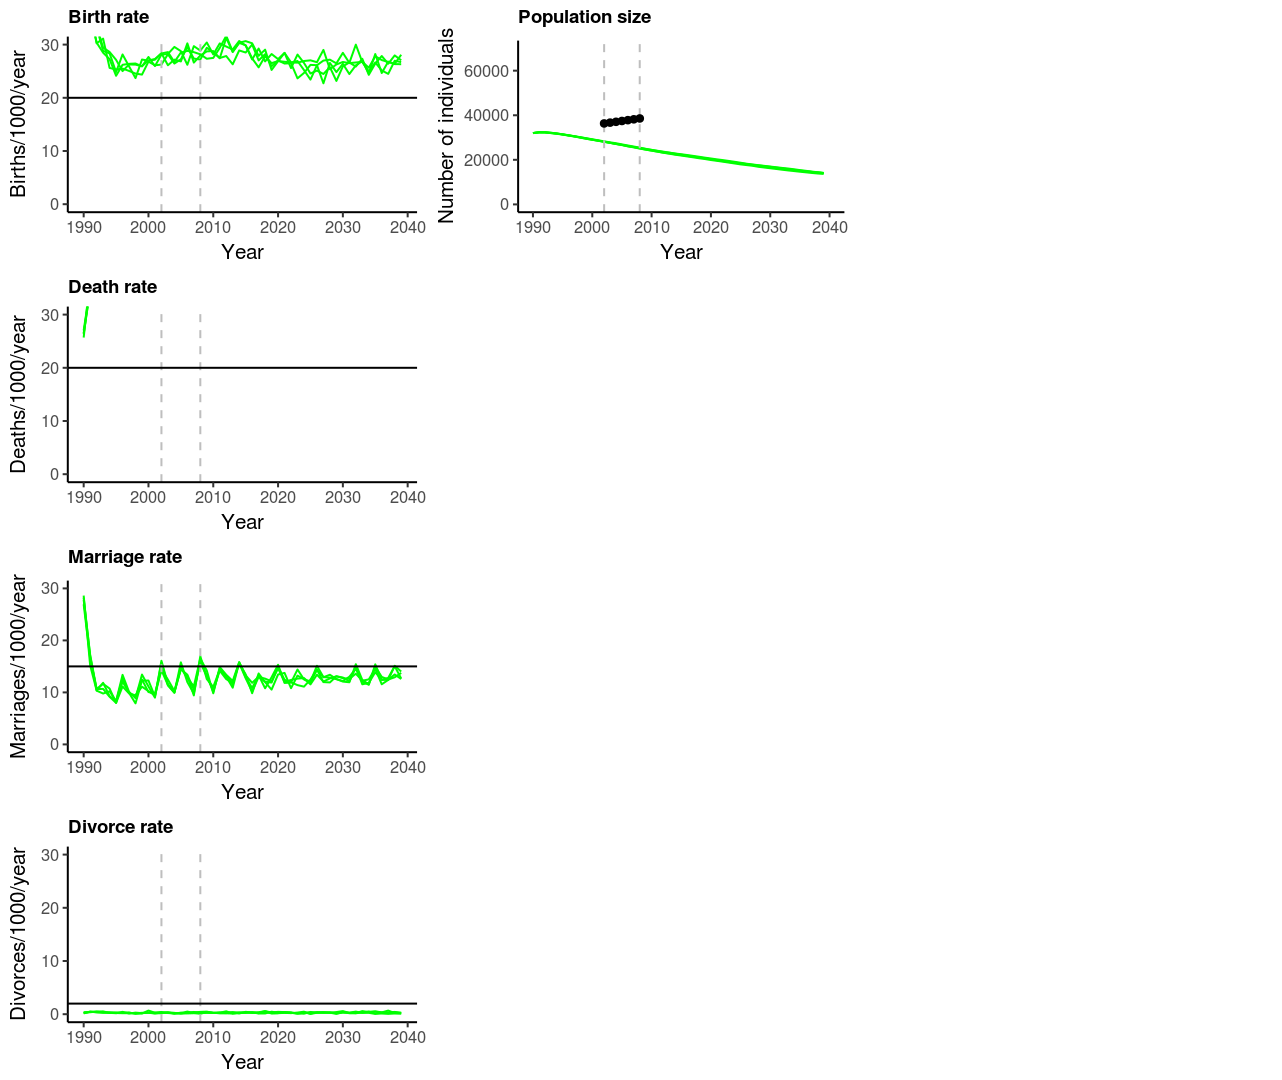 Birth rate
Births/1000/year
30
20
10
0
1990 2000 2010 2020 2030 2040
Year
Population size
Number of individuals
60000
40000
20000
0
1990 2000 2010 2020 2030 2040
Year
Death rate
Deaths/1000/year
30
20
10
0
1990 2000 2010 2020 2030 2040
Year
Marriage rate
Marriages/1000/year
30
20
10
0
1990 2000 2010 2020 2030 2040
Year
Divorce rate
Divorces/1000/year
30
20
10
0
1990 2000 2010 2020 2030 2040
Year